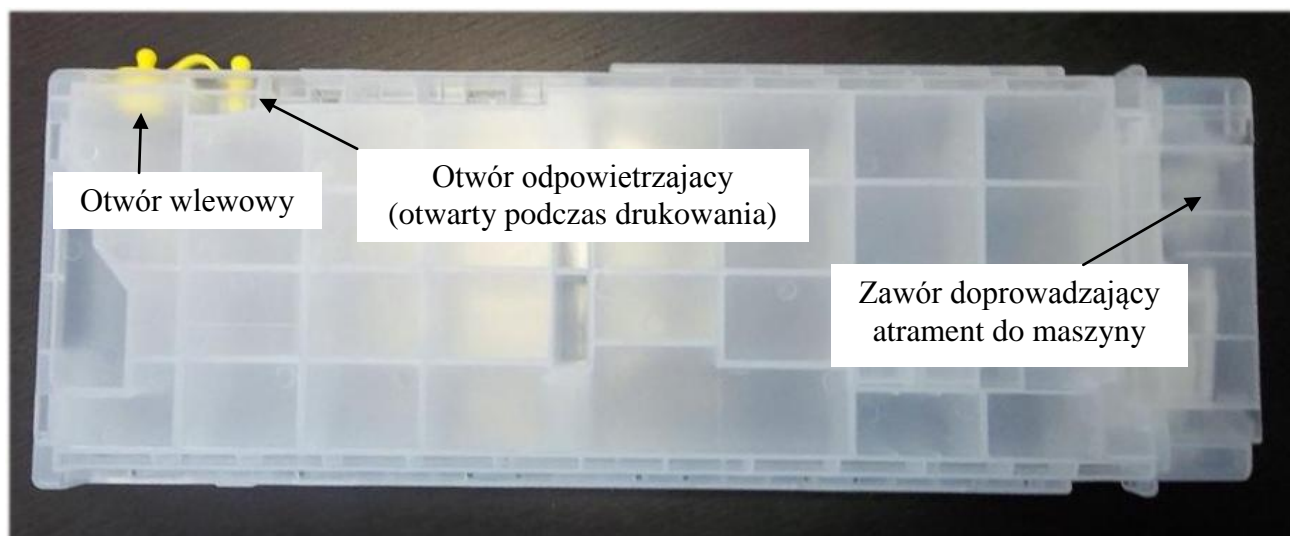 Otwór wlewowy
Otwór odpowietrzajacy
(otwarty podczas drukowania)
Zawór doprowadzający
atrament do maszyny